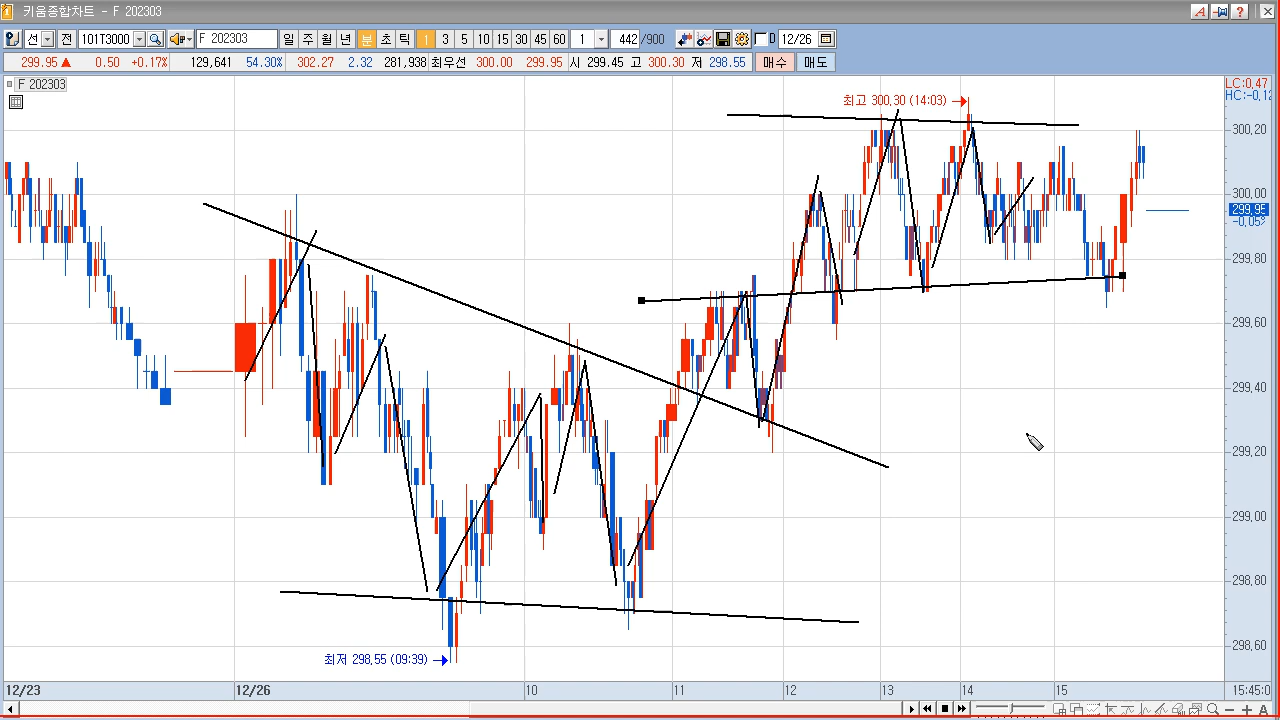 키움종합차트 - F 202303
선 전 101T3000 F 202303 일 주 월 년 분 초 틱 1 3 5 10 15 30 45 60 1 442 /900 D 12/26
299.95 ▲ 0.50 +0.17% 129,641 54.30% 302.27 2.32 281,938 최우선 300.00 299.95 시 299.45 고 300.30 저 298.55 매수 매도
F 202303
LC:0.47
HC:-0.12
최고 300.30 (14:03)
300.20
300.00
299.95
-0.05%
299.80
299.60
299.40
299.20
299.00
298.80
298.60
최저 298.55 (09:39)
12/23 12/26 10 11 12 13 14 15 15:45:0
A